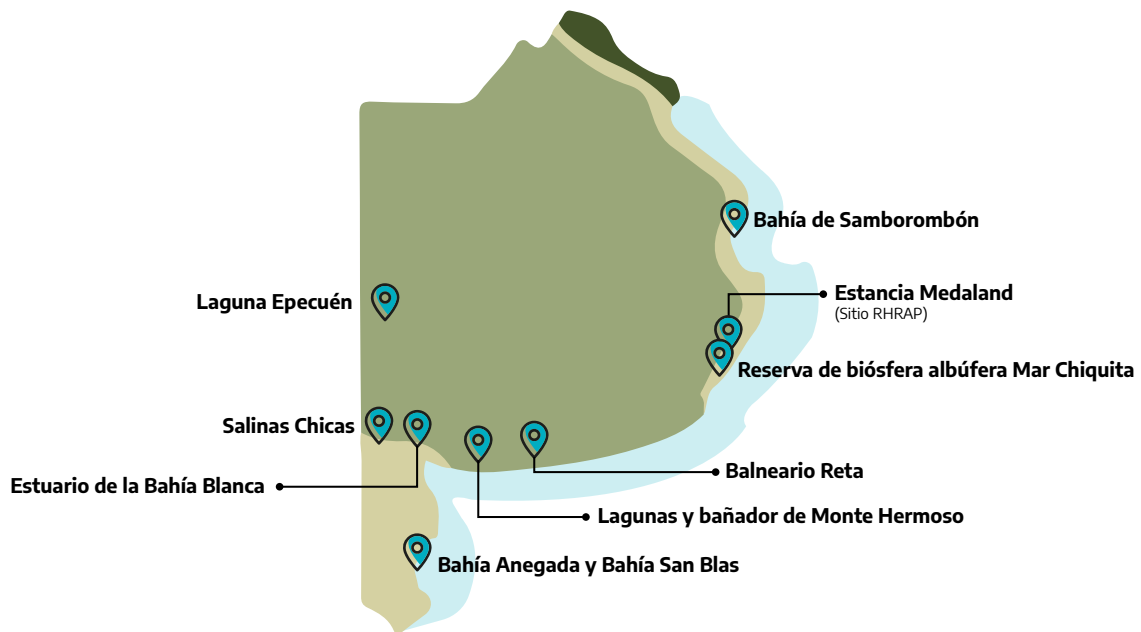 Bahía de Samborombón
Estancia Medaland
(Sitio RHRAP)
Laguna Epecuén
Reserva de biósfera albúfera Mar Chiquita
Salinas Chicas
Balneario Reta
Estuario de la Bahía Blanca
Lagunas y bañador de Monte Hermoso
Bahía Anegada y Bahía San Blas